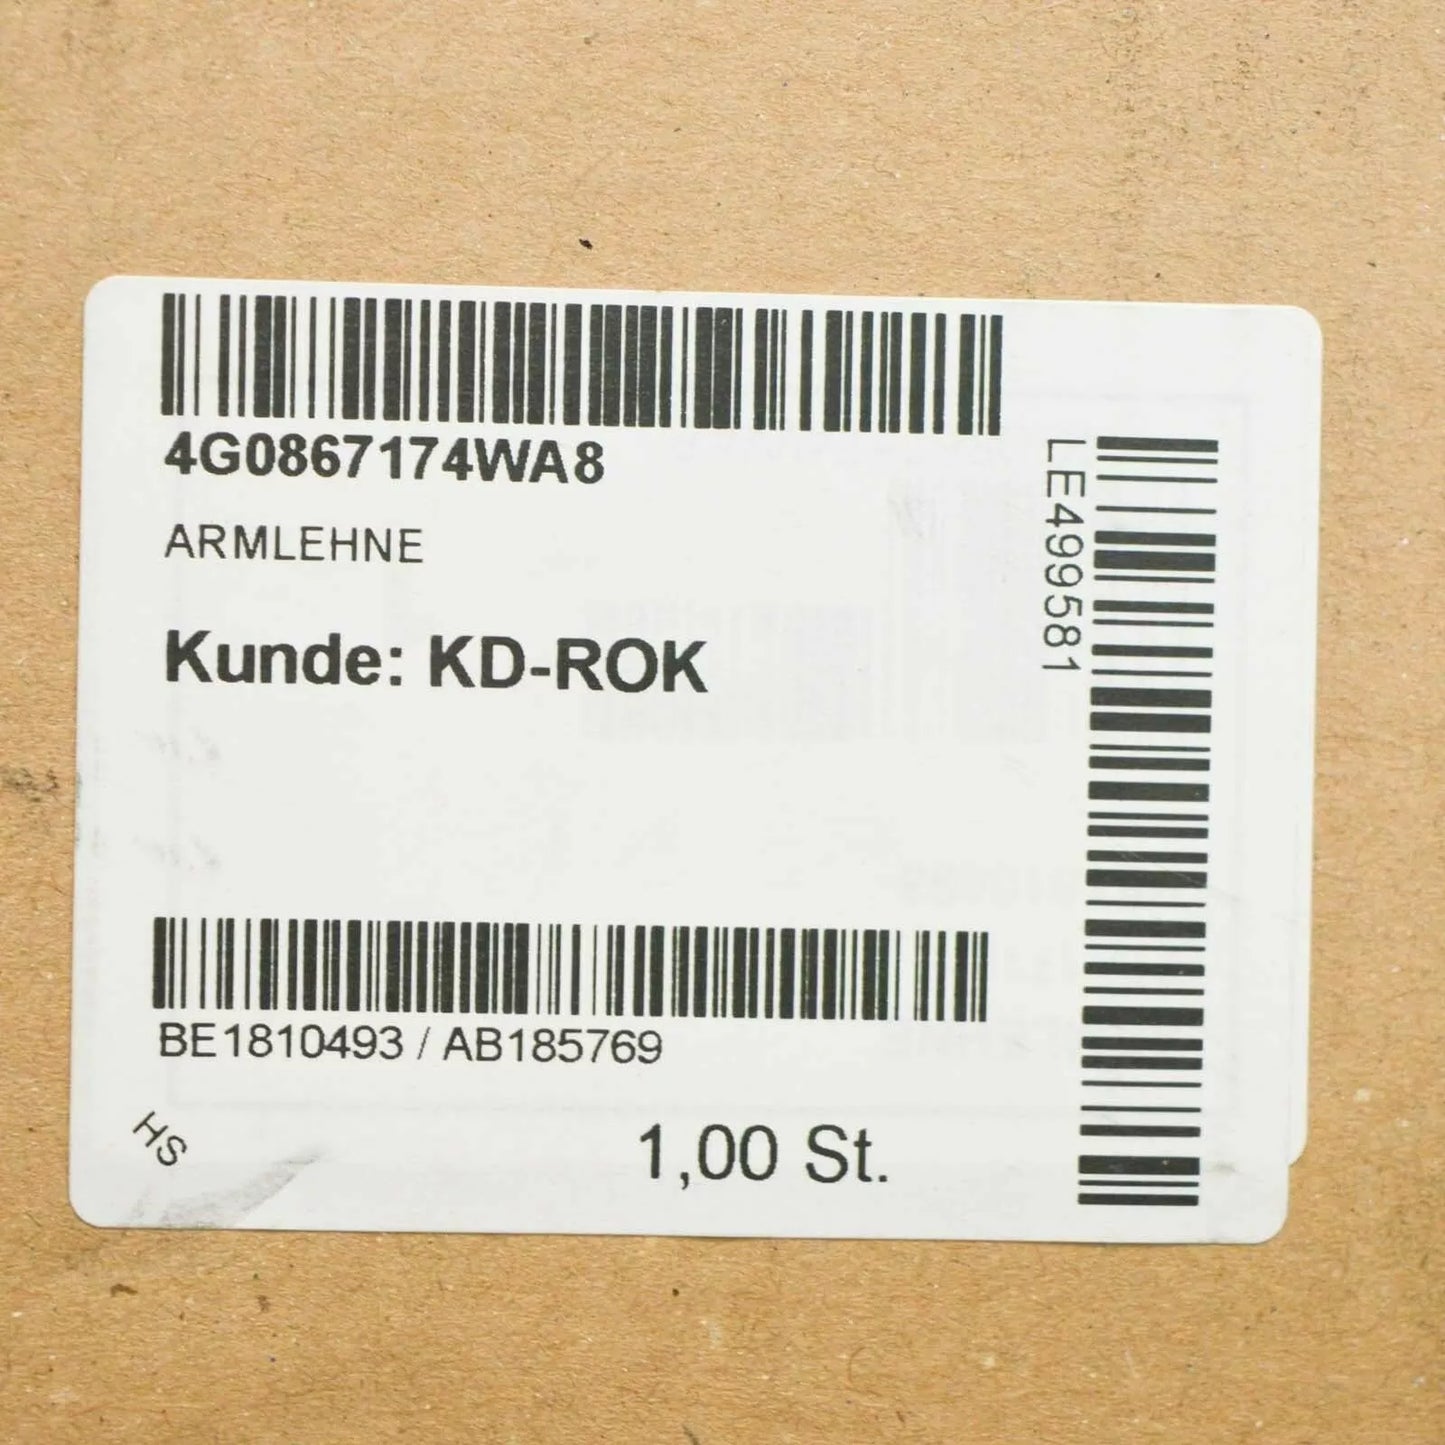 4G0867174WA8
ARMLEHNE
Kunde: KD-ROK
LE499581
BE1810493 / AB185769
HS
1,00 St.